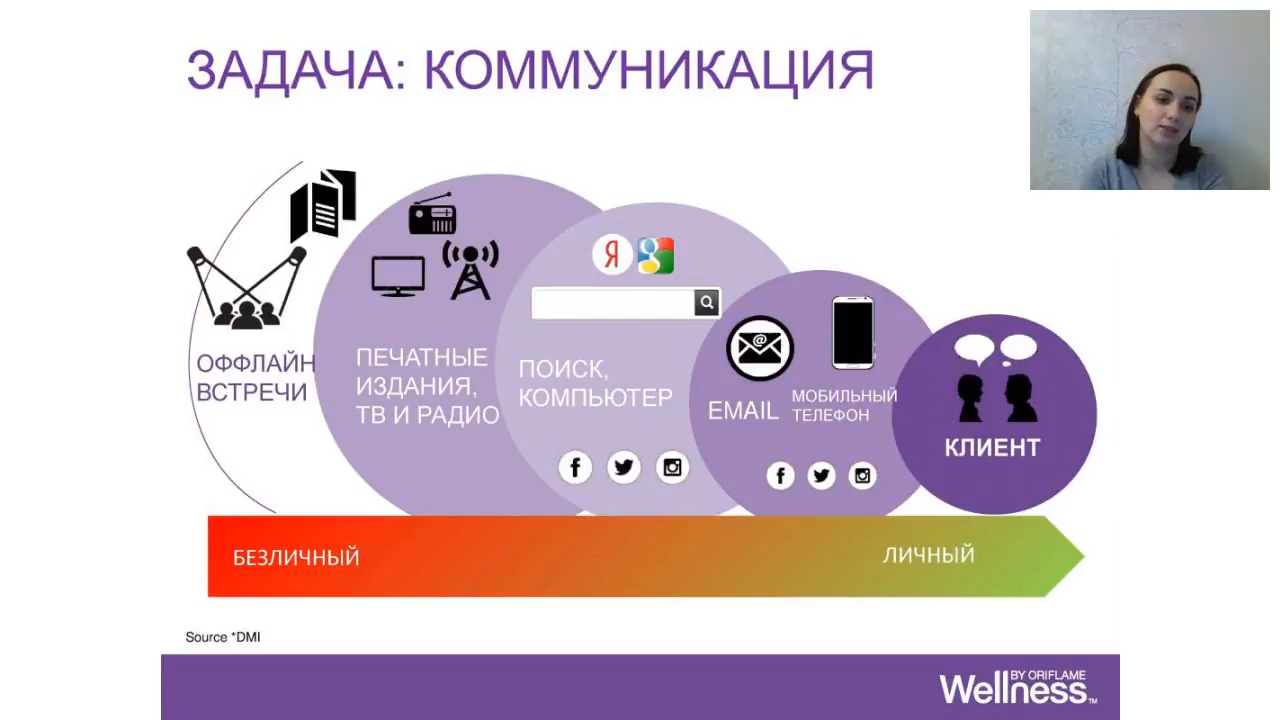 ЗАДАЧА: КОММУНИКАЦИЯ
ОФФЛАЙН
ВСТРЕЧИ
ПЕЧАТНЫЕ
ИЗДАНИЯ,
ТВ И РАДИО
Я g
ПОИСК,
КОМПЬЮТЕР
f
@
EMAIL
МОБИЛЬНЫЙ
ТЕЛЕФОН
f
КЛИЕНТ
БЕЗЛИЧНЫЙ
ЛИЧНЫЙ
Source *DMI
BY ORIFLAME
Wellness™